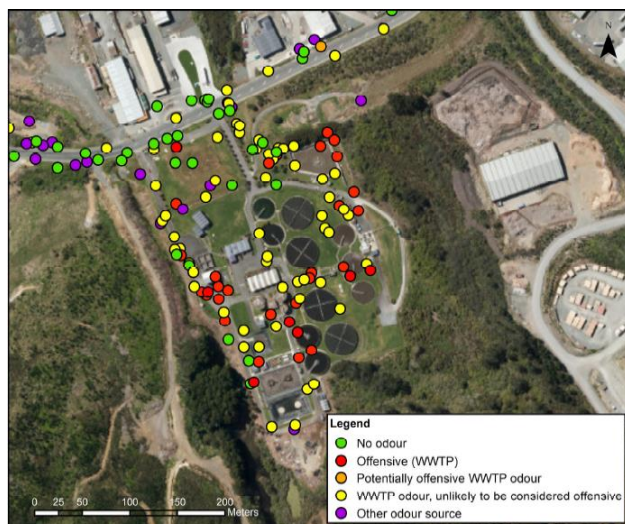 N
Legend
No odour
Offensive (WWTP)
Potentially offensive WWTP odour
WWTP odour, unlikely to be considered offensive
Other odour source
0 25 50 100 150 200
Meters